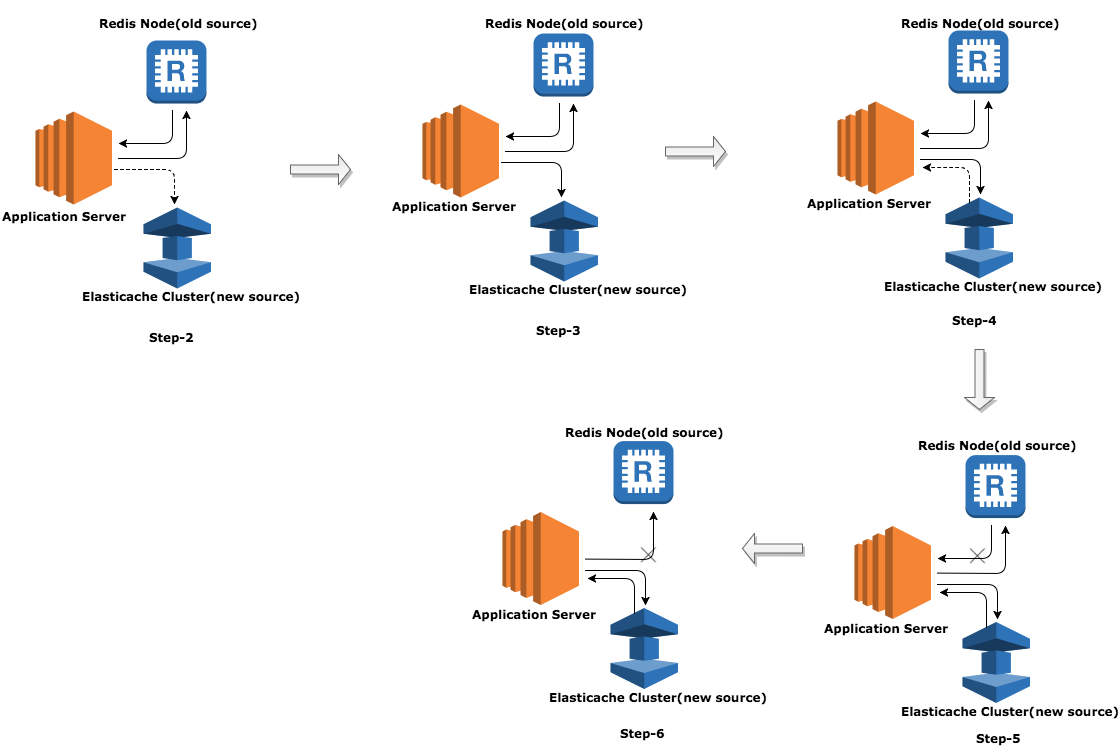 Redis Node(old source)
R
Application Server
Elasticache Cluster(new source)
Step-2
Redis Node(old source)
R
Application Server
Elasticache Cluster(new source)
Step-3
Redis Node(old source)
R
Application Server
Elasticache Cluster(new source)
Step-4
Redis Node(old source)
R
Application Server
Elasticache Cluster(new source)
Step-5
Redis Node(old source)
R
Application Server
Elasticache Cluster(new source)
Step-6